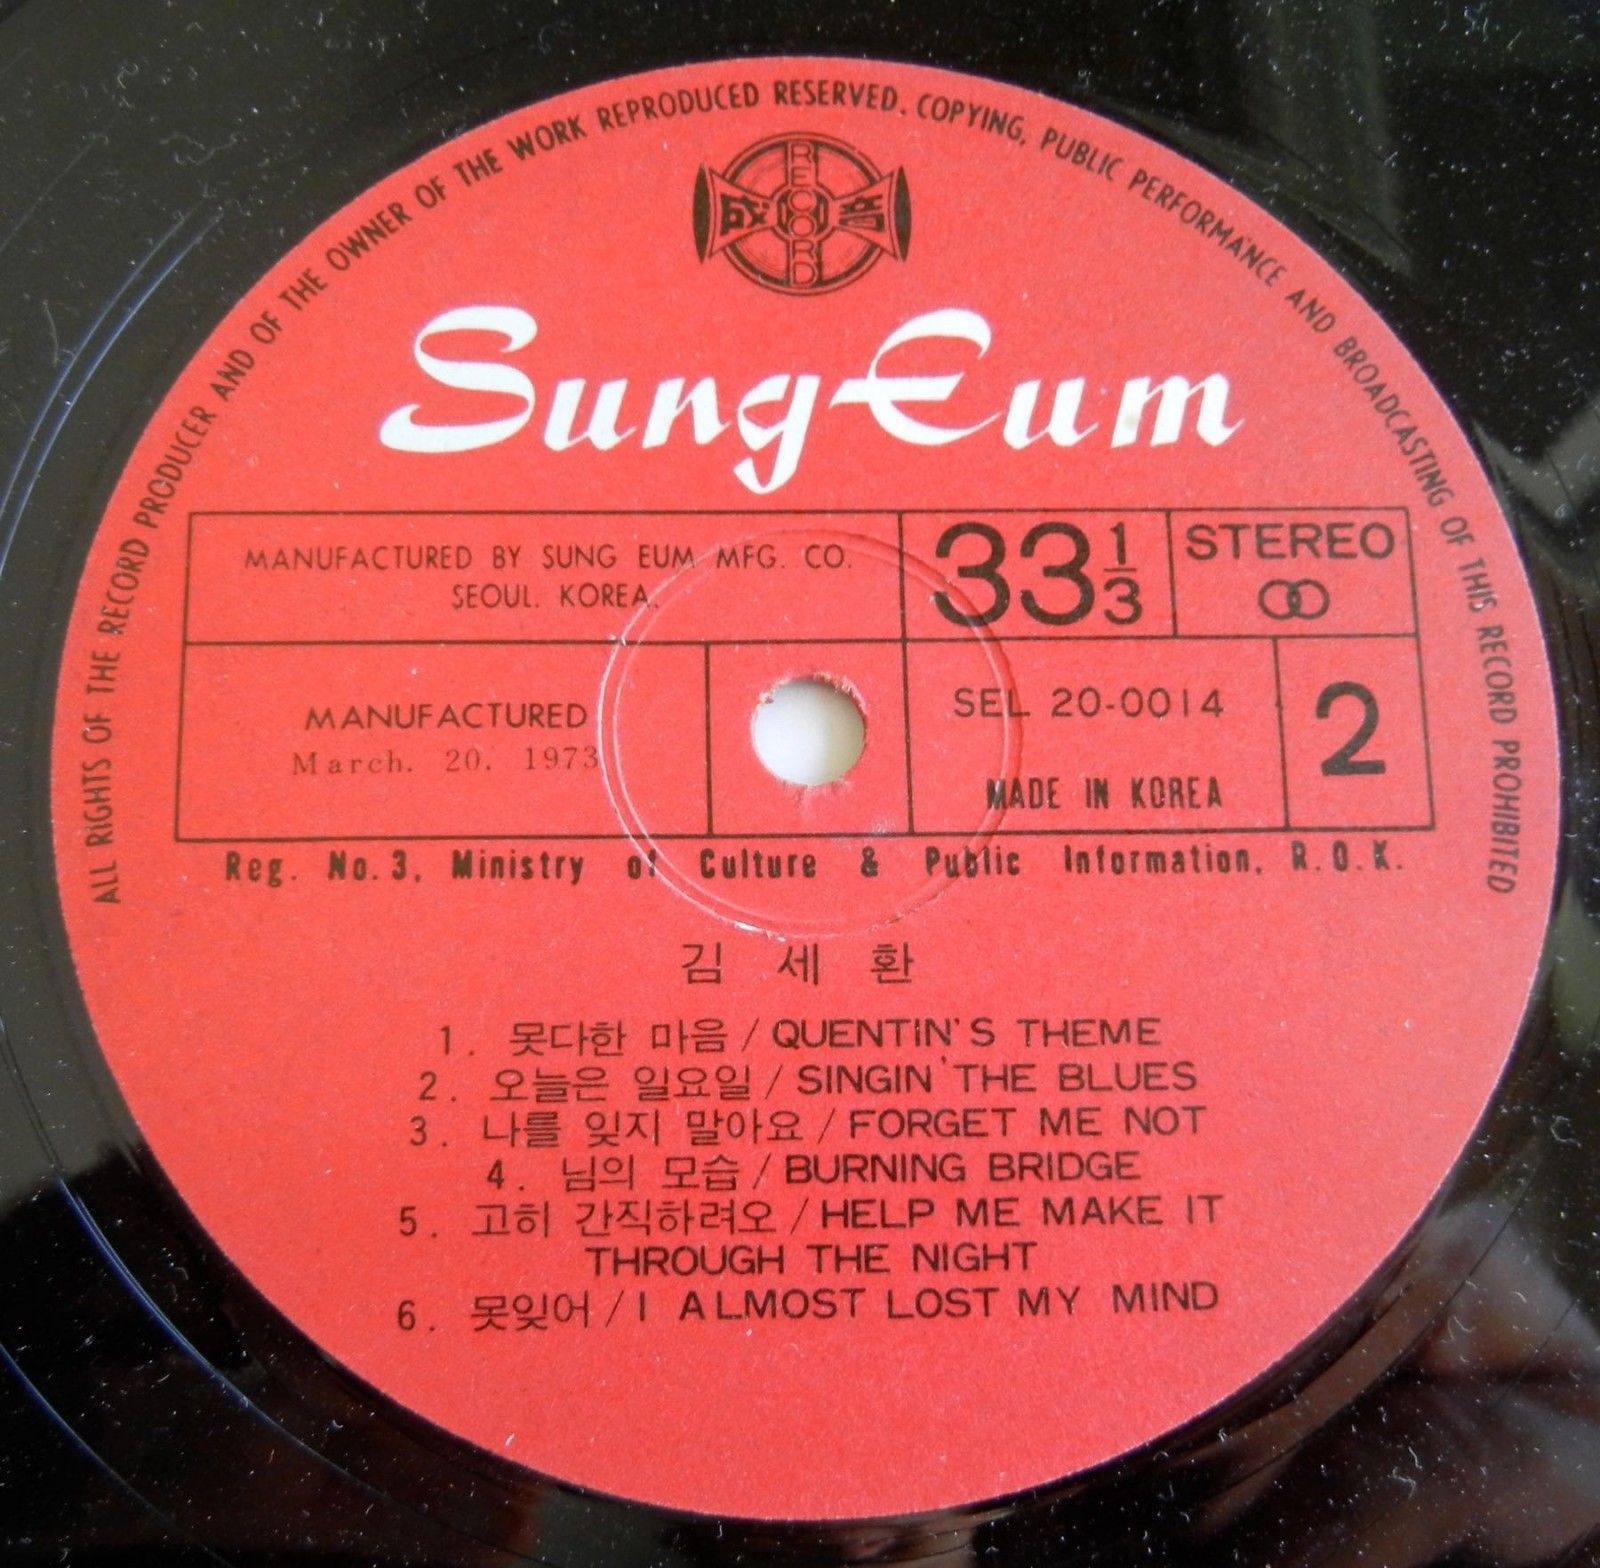 ALL RIGHTS OF THE RECORD PRODUCER AND OF THE OWNER OF THE WORK REPRODUCED RESERVED. COPYING, PUBLIC PERFORMANCE AND BROADCASTING OF THIS RECORD PROHIBITED
RECORD
Sung Eum
MANUFACTURED BY SUNG EUM MFG. CO.
SEOUL. KOREA.
33 1/3
STEREO
MANUFACTURED
March. 20. 1973
SEL 20-0014
MADE IN KOREA
2
Reg. No. 3, Ministry of Culture & Public Information, R.O.K.
김 세 환
1. 못다한 마음 / QUENTIN'S THEME
2. 오늘은 일요일 / SINGIN' THE BLUES
3. 나를 잊지 말아요 / FORGET ME NOT
4. 님의 모습 / BURNING BRIDGE
5. 고히 간직하려오 / HELP ME MAKE IT
THROUGH THE NIGHT
6. 못잊어 / I ALMOST LOST MY MIND